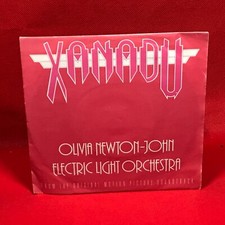 XANADU
OLIVIA NEWTON-JOHN
ELECTRIC LIGHT ORCHESTRA
FROM THE ORIGINAL MOTION PICTURE SOUNDTRACK